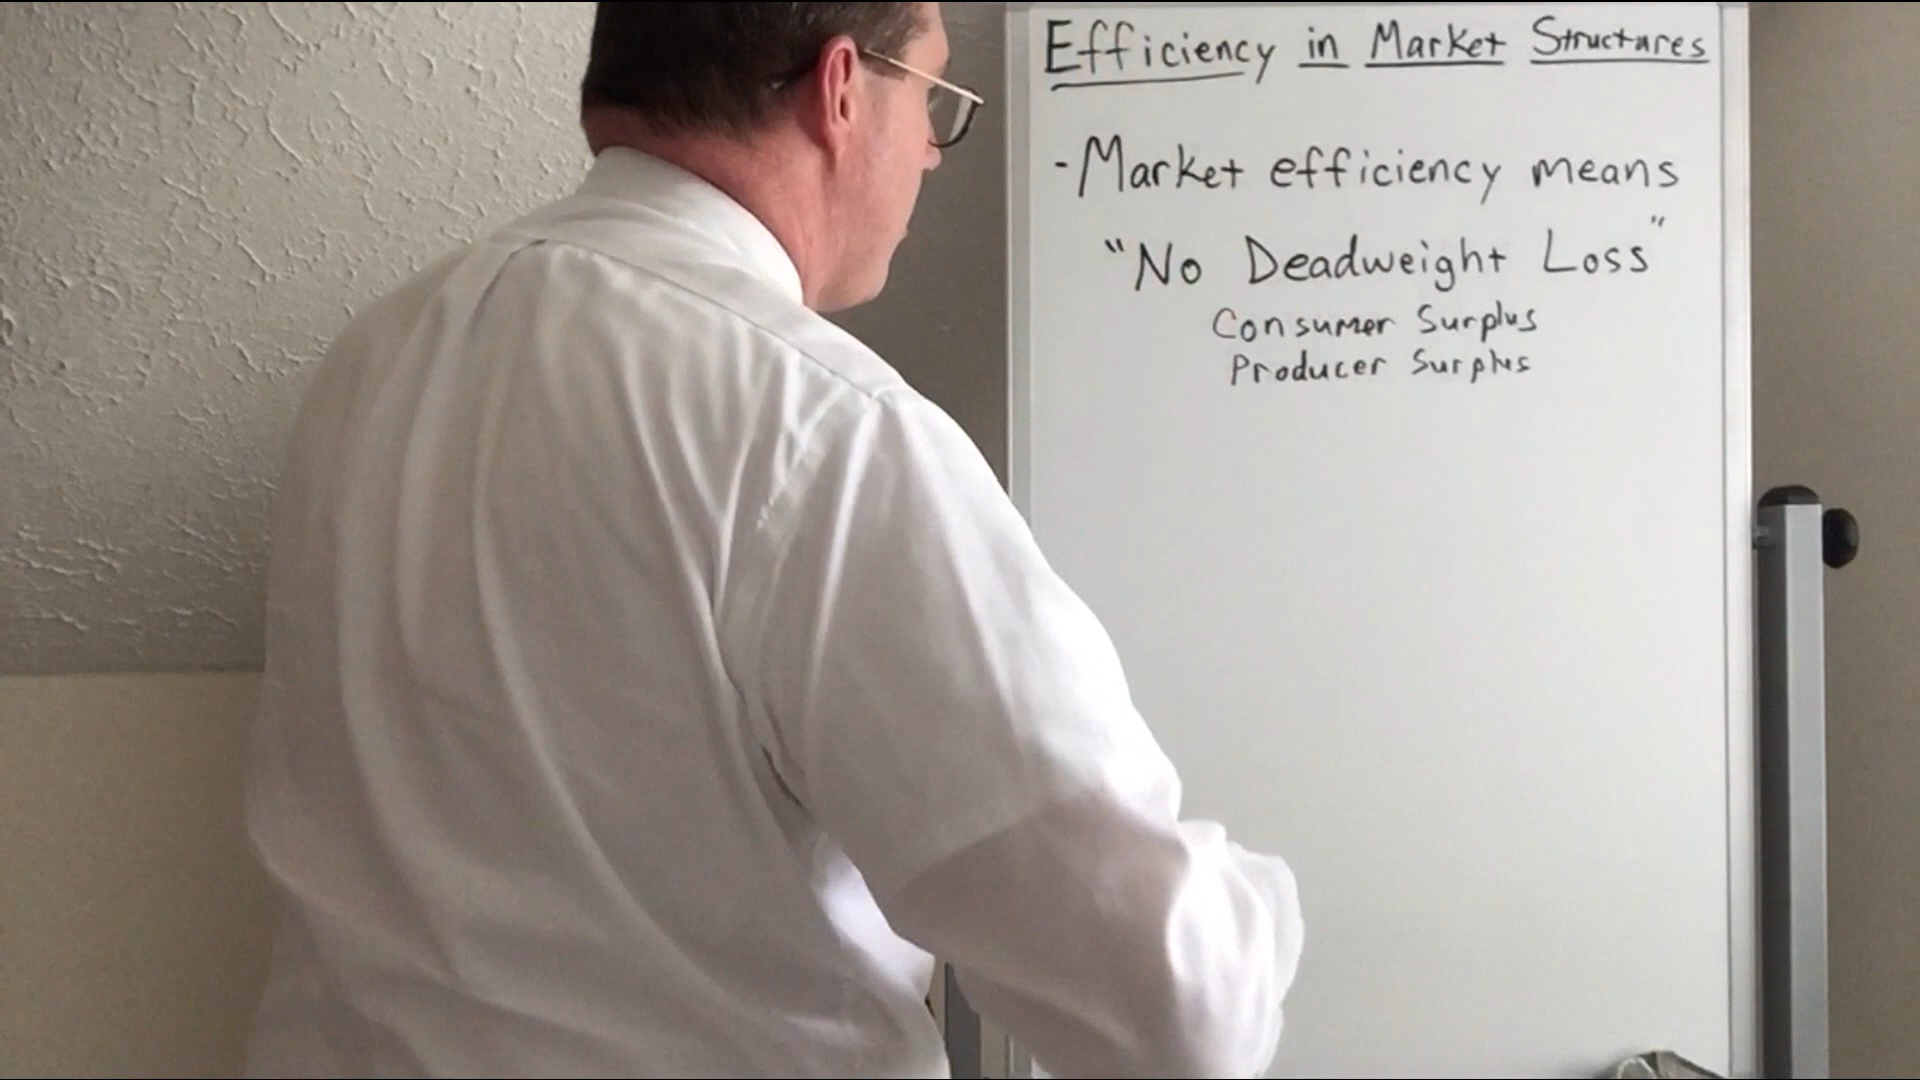 Efficiency in Market Structures
- Market efficiency means
"No Deadweight Loss"
Consumer Surplus
Producer Surplus